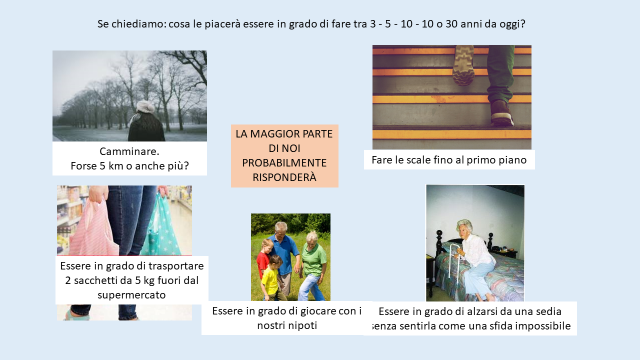 Se chiediamo: cosa le piacerà essere in grado di fare tra 3 - 5 - 10 - 10 o 30 anni da oggi?
Camminare.
Forse 5 km o anche più?
LA MAGGIOR PARTE
DI NOI
PROBABILMENTE
RISPONDERÀ
Fare le scale fino al primo piano
Essere in grado di trasportare
2 sacchetti da 5 kg fuori dal
supermercato
Essere in grado di giocare con i
nostri nipoti
Essere in grado di alzarsi da una sedia
senza sentirla come una sfida impossibile